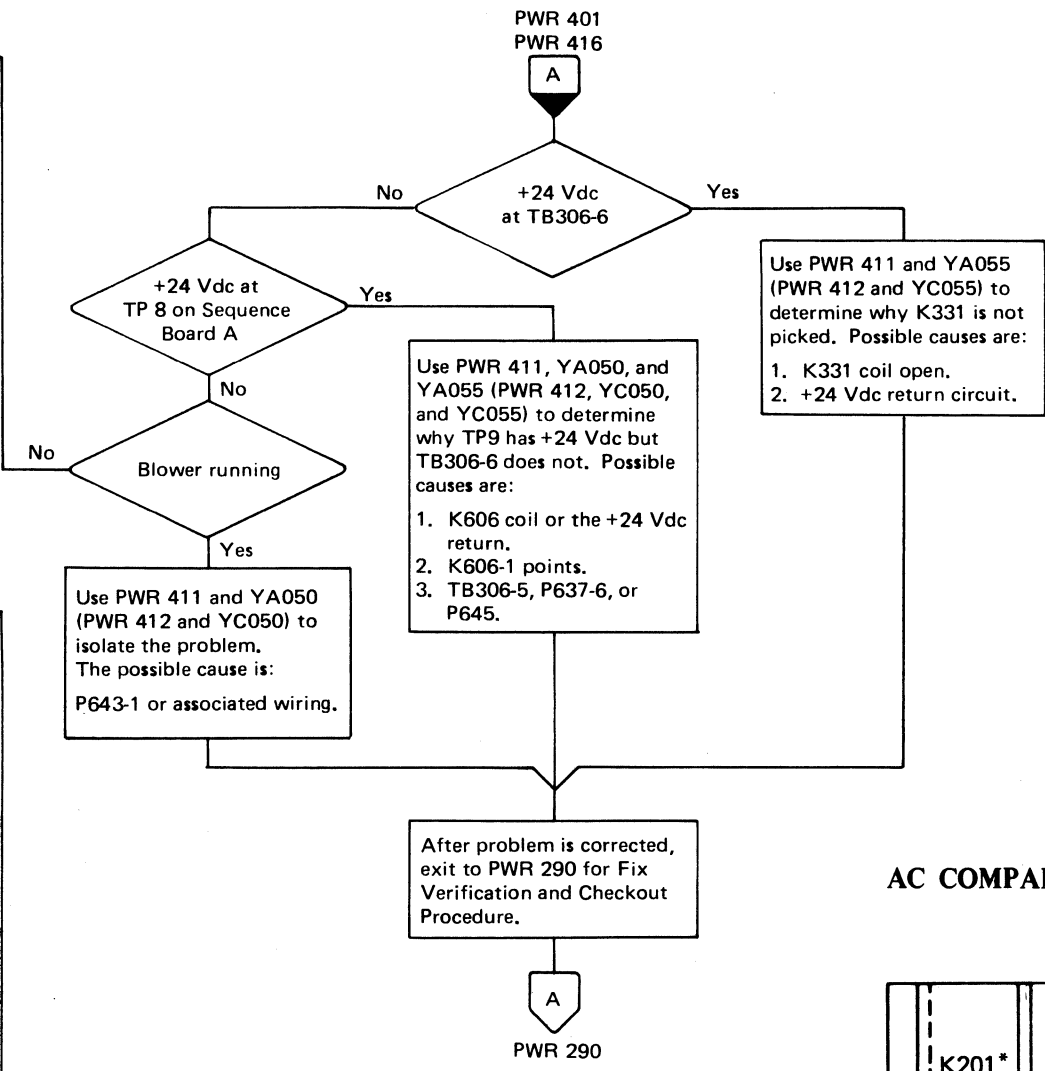 PWR 401
PWR 416
A
+24 Vdc
at TB306-6
No
Yes
+24 Vdc at
TP 8 on Sequence
Board A
Yes
No
Use PWR 411 and YA055
(PWR 412 and YC055) to
determine why K331 is not
picked. Possible causes are:
1. K331 coil open.
2. +24 Vdc return circuit.
Use PWR 411, YA050, and
YA055 (PWR 412, YC050,
and YC055) to determine
why TP9 has +24 Vdc but
TB306-6 does not. Possible
causes are:
1. K606 coil or the +24 Vdc
return.
2. K606-1 points.
3. TB306-5, P637-6, or
P645.
No
Blower running
Yes
Use PWR 411 and YA050
(PWR 412 and YC050) to
isolate the problem.
The possible cause is:
P643-1 or associated wiring.
After problem is corrected,
exit to PWR 290 for Fix
Verification and Checkout
Procedure.
A
PWR 290
AC COMPA
K201*